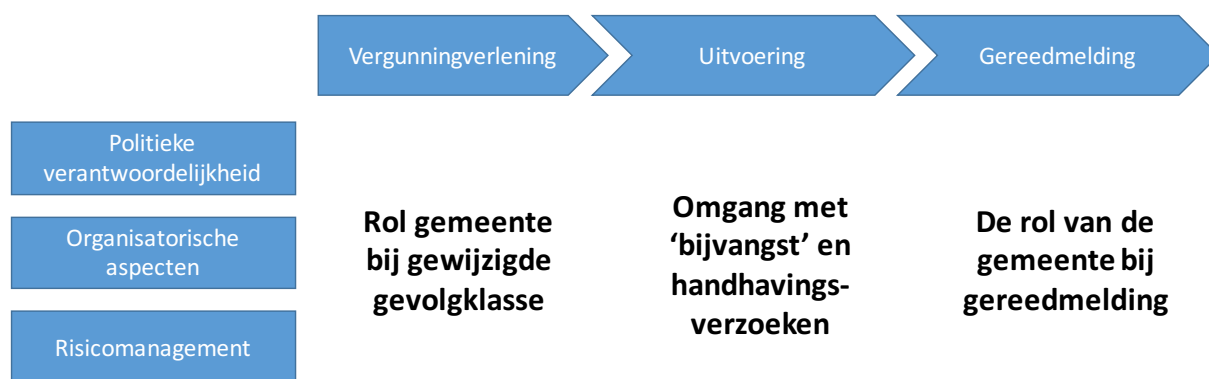 Vergunningverlening
Uitvoering
Gereedmelding
Politieke
verantwoordelijkheid
Organisatorische
aspecten
Risicomanagement
Rol gemeente
bij gewijzigde
gevolgklasse
Omgang met
‘bijvangst’ en
handhavings-
verzoeken
De rol van de
gemeente bij
gereedmelding